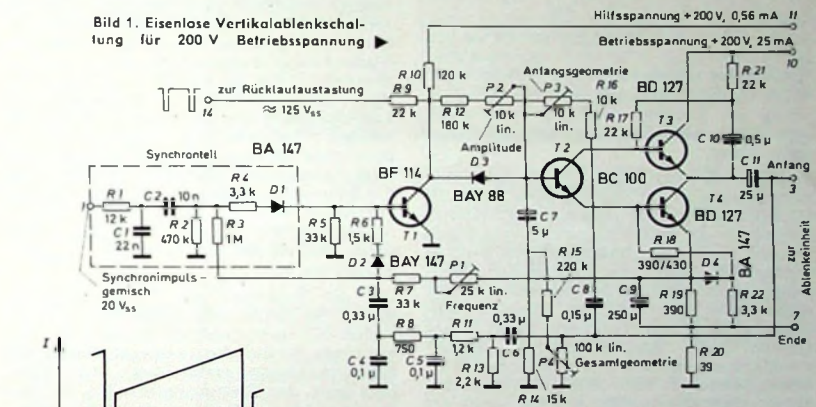 Bild 1. Eisenlose Vertikalablenkschal-
tung für 200 V Betriebsspannung ►
Hilfsspannung + 200 V, 0,56 mA 11
Betriebsspannung + 200 V, 25 mA
10
R 10 120 k
zur Rücklaufaustastung
14
≈ 125 Vss
R 9
22 k
R 12
180 k
P 2
10 k
lin.
Amplitude
Anfangsgeometrie
P 3
10 k
lin.
R 16
10 k
R 17
22 k
BD 127
T 3
R 21
22 k
C 10 0,5 µ
C 11
25 µ
Anfang
3
Synchronteil
BA 147
R 4
3,3 k
D 1
1
R 1
12 k
C 2 10 n
C 1
22 n
R 2
470 k
R 3
1 M
Synchronimpuls-
gemisch
20 Vss
BF 114
T 1
D 3
BAY 88
T 2
BC 100
T 4
BD 127
R 5
33 k
R 6
1,5 k
D 2
BAY 147
C 7
5 µ
R 15
220 k
R 18
390/430
D 4
BA 147
zur
Ablenkeinheit
P 1
25 k lin.
Frequenz
R 7
33 k
C 3
0,33 µ
C 8
0,15 µ
C 9
250 µ
R 19
390
R 22
3,3 k
7
Ende
R 8
750
R 11
1,2 k
0,33 µ
C 6
C 4
0,1 µ
C 5
0,1 µ
R 13
2,2 k
P 4
100 k lin.
Gesamtgeometrie
R 20
39
R 14 15 k
I